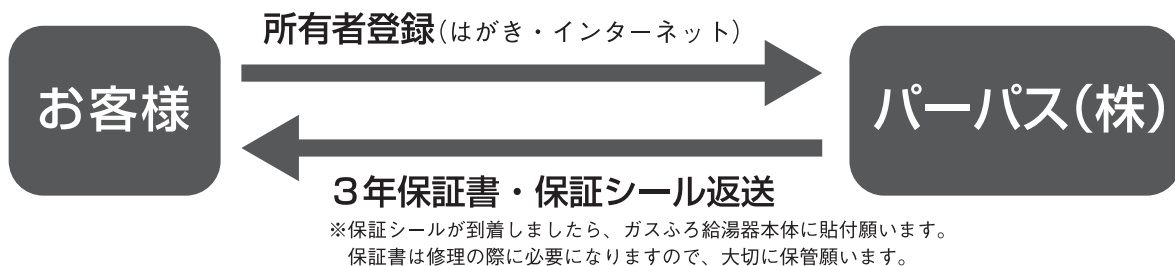 所有者登録(はがき・インターネット)
お客様
パーパス(株)
3年保証書・保証シール返送
※保証シールが到着しましたら、ガスふろ給湯器本体に貼付願います。
保証書は修理の際に必要になりますので、大切に保管願います。